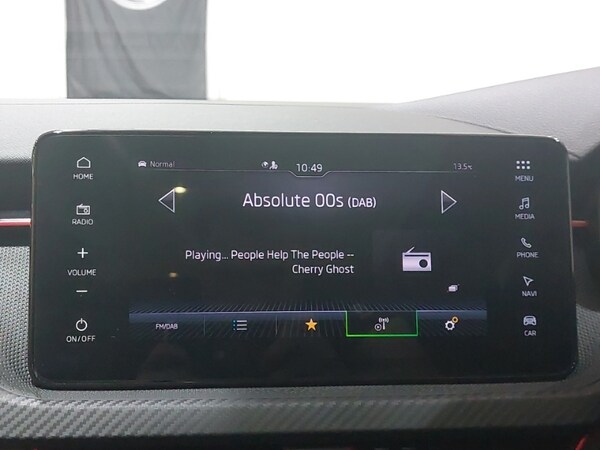 HOME
RADIO
+
VOLUME
−
ON/OFF
Normal
10:49
13.5°c
Absolute 00s (DAB)
Playing... People Help The People --
Cherry Ghost
FM/DAB
MENU
MEDIA
PHONE
NAVI
CAR